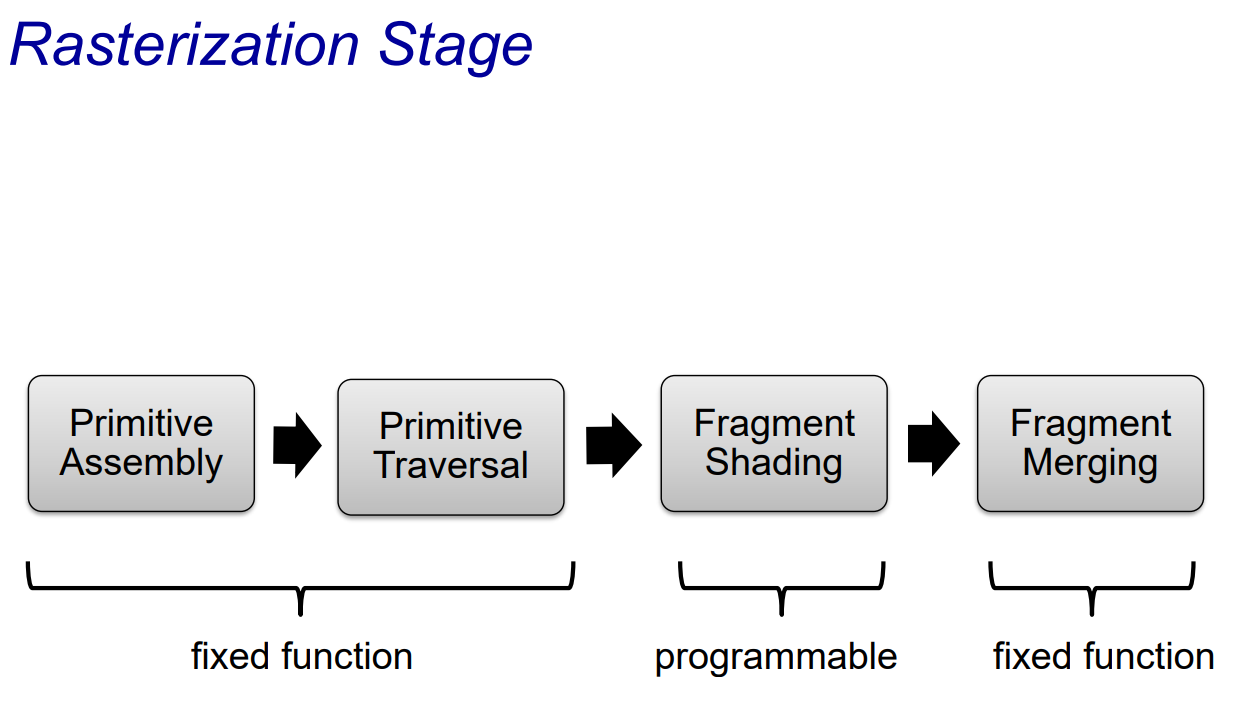 Rasterization Stage
Primitive
Assembly
Primitive
Traversal
Fragment
Shading
Fragment
Merging
fixed function
programmable
fixed function